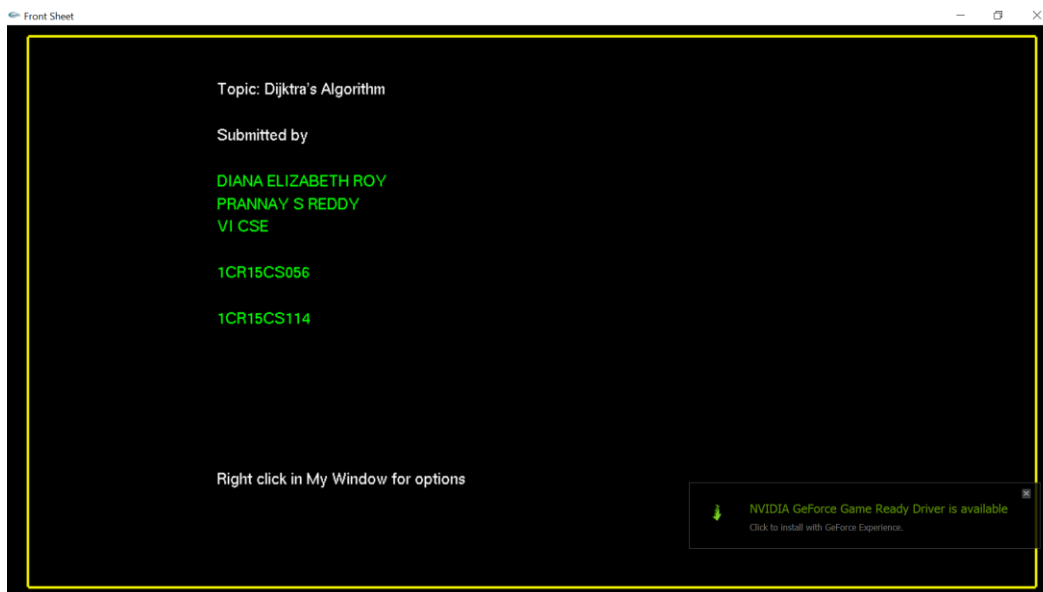 Front Sheet
Topic: Dijktra's Algorithm
Submitted by
DIANA ELIZABETH ROY
PRANNAY S REDDY
VI CSE
1CR15CS056
1CR15CS114
Right click in My Window for options
NVIDIA GeForce Game Ready Driver is available
Click to install with GeForce Experience.